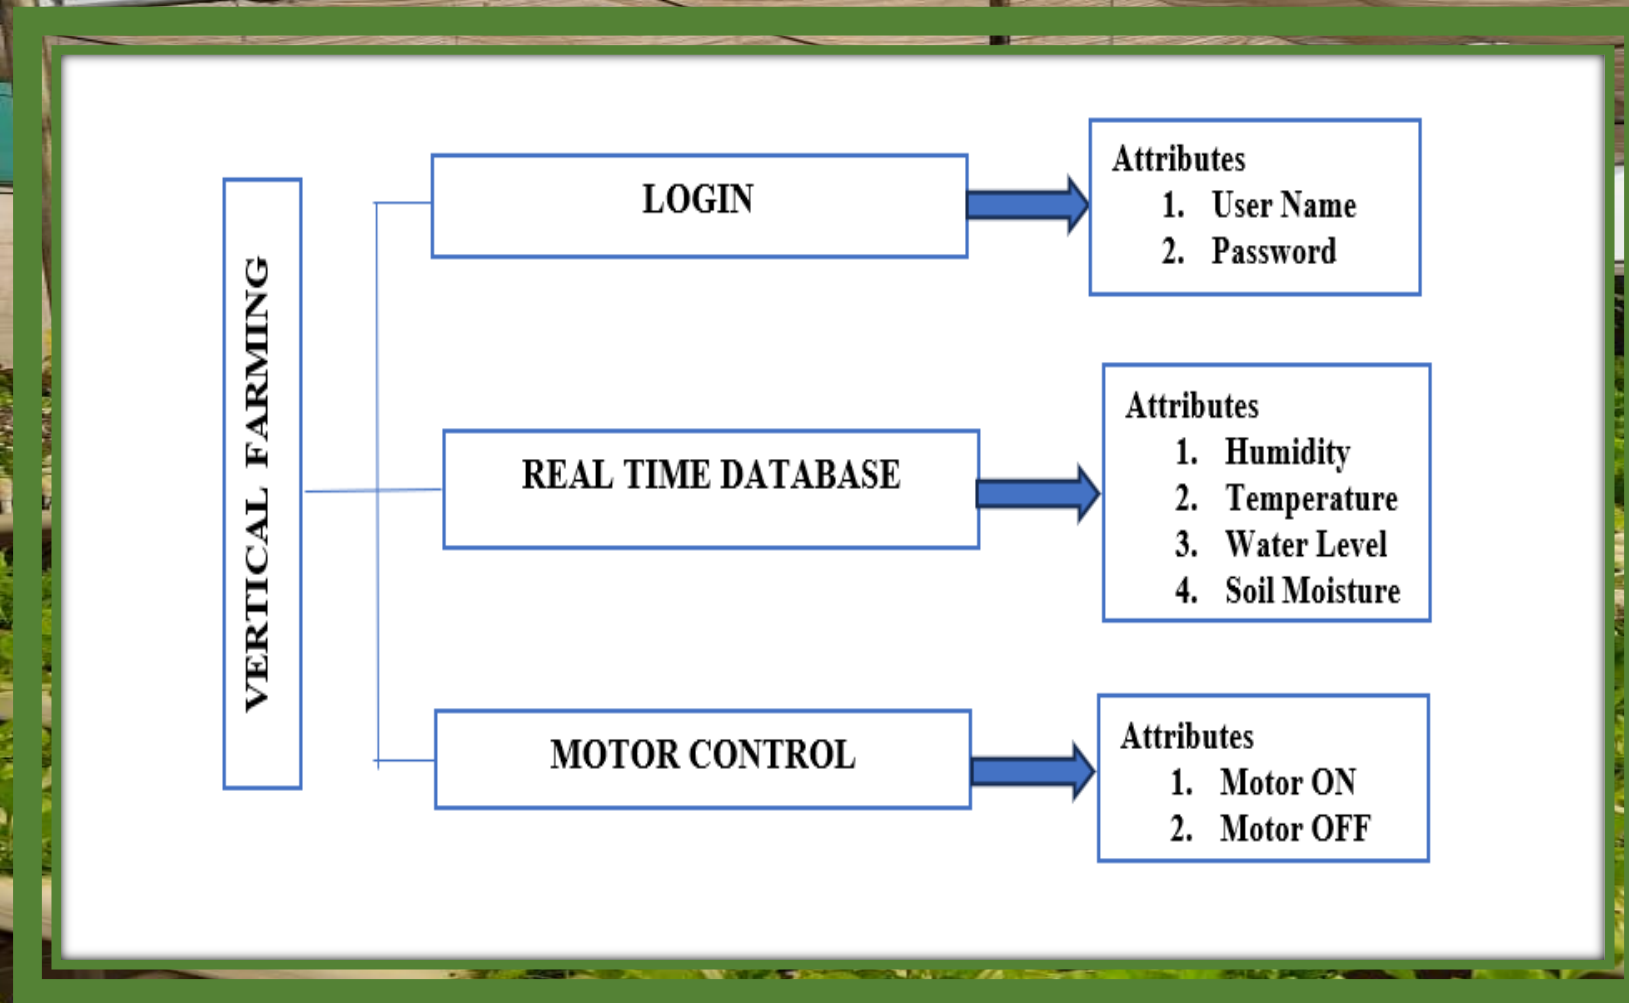 VERTICAL FARMING
LOGIN
Attributes
1. User Name
2. Password
REAL TIME DATABASE
Attributes
1. Humidity
2. Temperature
3. Water Level
4. Soil Moisture
MOTOR CONTROL
Attributes
1. Motor ON
2. Motor OFF